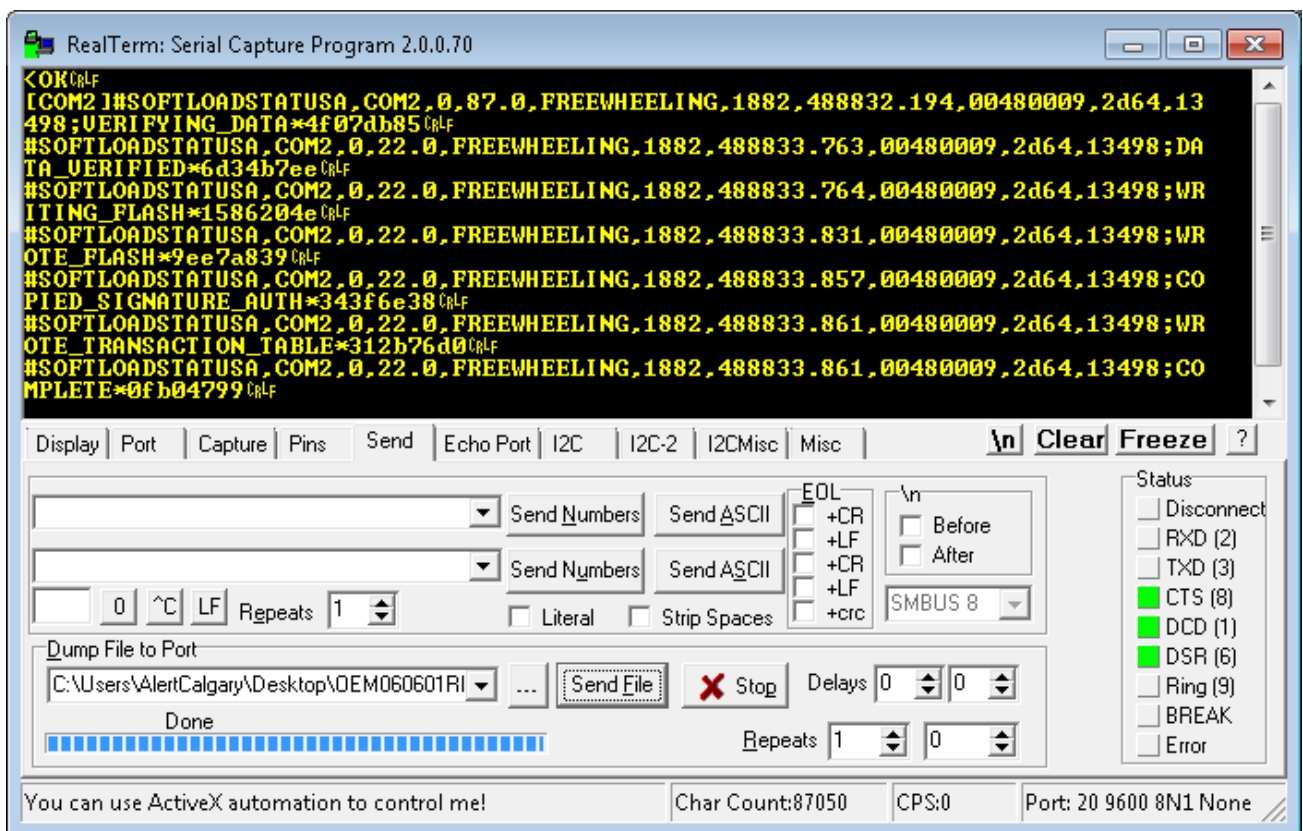 RealTerm: Serial Capture Program 2.0.0.70
<OKCRLF
[COM2]#SOFTLOADSTATUSA,COM2,0,87.0,FREEWHEELING,1882,488832.194,00480009,2d64,13
498;VERIFYING_DATA*4f07db85CRLF
#SOFTLOADSTATUSA,COM2,0,22.0,FREEWHEELING,1882,488833.763,00480009,2d64,13498;DA
TA_VERIFIED*6d34b7eeCRLF
#SOFTLOADSTATUSA,COM2,0,22.0,FREEWHEELING,1882,488833.764,00480009,2d64,13498;WR
ITING_FLASH*1586204eCRLF
#SOFTLOADSTATUSA,COM2,0,22.0,FREEWHEELING,1882,488833.831,00480009,2d64,13498;WR
OTE_FLASH*9ee7a839CRLF
#SOFTLOADSTATUSA,COM2,0,22.0,FREEWHEELING,1882,488833.857,00480009,2d64,13498;CO
PIED_SIGNATURE_AUTH*343f6e38CRLF
#SOFTLOADSTATUSA,COM2,0,22.0,FREEWHEELING,1882,488833.861,00480009,2d64,13498;WR
OTE_TRANSACTION_TABLE*312b76d0CRLF
#SOFTLOADSTATUSA,COM2,0,22.0,FREEWHEELING,1882,488833.861,00480009,2d64,13498;CO
MPLETE*0fb04799CRLF
Display Port Capture Pins Send Echo Port I2C I2C-2 I2CMisc Misc \n Clear Freeze ?
EOL \n Status
Send Numbers Send ASCII +CR Before Disconnect
+LF After RXD (2)
Send Numbers Send ASCII +CR TXD (3)
+LF CTS (8)
0 ^C LF Repeats 1 Literal Strip Spaces +crc SMBUS 8 DCD (1)
Dump File to Port DSR (6)
C:\Users\AlertCalgary\Desktop\OEM060601RI ... Send File Stop Delays 0 0 Ring (9)
Done BREAK
Repeats 1 0 Error
You can use ActiveX automation to control me! Char Count:87050 CPS:0 Port: 20 9600 8N1 None